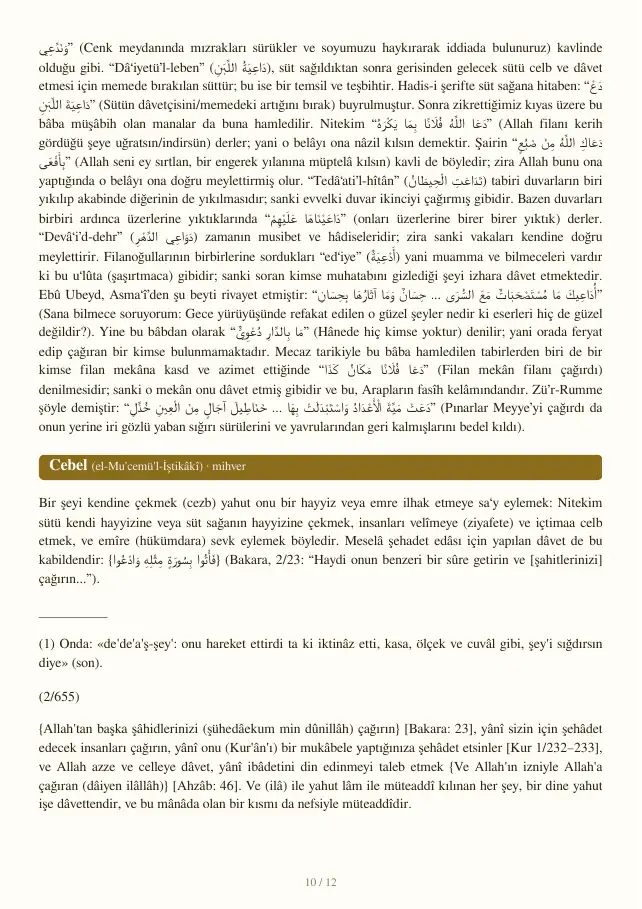 وَنَدَّعِي” (Cenk meydanında mızrakları sürükler ve soyumuzu haykırarak iddiada bulunuruz) kavlinde
olduğu gibi. “Dâ‘iyetü’l-leben” (دَاعِيَةُ اللَّبَنِ), süt sağıldıktan sonra gerisinden gelecek sütü celb ve dâvet
etmesi için memede bırakılan süttür; bu ise bir temsil ve teşbihtir. Hadis-i şerifte süt sağana hitaben: “دَعْ
دَاعِيَةَ اللَّبَنِ” (Sütün dâvetçisini/memedeki artığını bırak) buyrulmuştur. Sonra zikrettiğimiz kıyas üzere bu
bâba müşâbih olan manalar da buna hamledilir. Nitekim “دَعَا اللَّهُ فُلَانًا بِمَا يَكْرَهُ” (Allah filanı kerih
gördüğü şeye uğratsın/indirsün) derler; yani o belâyı ona nâzil kılsın demektir. Şairin “دَعَاكِ اللَّهُ مِنْ ضَبُعٍ
بِأَفْعَى” (Allah seni ey sırtlan, bir engerek yılanına müptelâ kılsın) kavli de böyledir; zira Allah bunu ona
yaptığında o belâyı ona doğru meylettirmiş olur. “Tedâ‘ati’l-hîtân” (تَدَاعَتِ الْحِيطَانُ) tabiri duvarların biri
yıkılıp akabinde diğerinin de yıkılmasıdır; sanki evvelki duvar ikinciyi çağırmış gibidir. Bazen duvarları
birbiri ardınca üzerlerine yıktıklarında “دَاعَيْنَاهَا عَلَيْهِمْ” (onları üzerlerine birer birer yıktık) derler.
“Devâ‘i’d-dehr” (دَوَاعِي الدَّهْرِ) zamanın musibet ve hâdiseleridir; zira sanki vakaları kendine doğru
meylettirir. Filanoğullarının birbirlerine sordukları “ed‘iye” (أَدْعِيَةٌ) yani muamma ve bilmeceleri vardır
ki bu u‘lûta (şaşırtmaca) gibidir; sanki soran kimse muhatabını gizlediği şeyi izhara dâvet etmektedir.
Ebû Ubeyd, Asma‘î’den şu beyti rivayet etmiştir: “أُدَاعِيكَ مَا مُسْتَصْحَبَاتٌ مَعَ السُّرَى ... حِسَانٌ وَمَا آثَارُهَا بِحِسَانِ”
(Sana bilmece soruyorum: Gece yürüyüşünde refakat edilen o güzel şeyler nedir ki eserleri hiç de güzel
değildir?). Yine bu bâbdan olarak “مَا بِالدَّارِ دُعْوِيٌّ” (Hânede hiç kimse yoktur) denilir; yani orada feryat
edip çağıran bir kimse bulunmamaktadır. Mecaz tarikiyle bu bâba hamledilen tabirlerden biri de bir
kimse filan mekâna kasd ve azimet ettiğinde “دَعَا فُلَانًا مَكَانُ كَذَا” (Filan mekân filanı çağırdı)
denilmesidir; sanki o mekân onu dâvet etmiş gibidir ve bu, Arapların fasîh kelâmındandır. Zü’r-Rumme
şöyle demiştir: “دَعَتْ مَيَّةَ الْأَعْدَادُ وَاسْتَبْدَلَتْ بِهَا ... خَنَاطِيلَ آجَالٍ مِنَ الْعِينِ خُذَّلِ” (Pınarlar Meyye’yi çağırdı da
onun yerine iri gözlü yaban sığırı sürülerini ve yavrularından geri kalmışlarını bedel kıldı).
Cebel (el-Mu'cemü'l-İştikâkî) · mihver
Bir şeyi kendine çekmek (cezb) yahut onu bir hayyiz veya emre ilhak etmeye sa‘y eylemek: Nitekim
sütü kendi hayyizine veya süt sağanın hayyizine çekmek, insanları velîmeye (ziyafete) ve içtimaa celb
etmek, ve emîre (hükümdara) sevk eylemek böyledir. Meselâ şehadet edâsı için yapılan dâvet de bu
kabildendir: {فَأْتُوا بِسُورَةٍ مِثْلِهِ وَادْعُوا} (Bakara, 2/23: “Haydi onun benzeri bir sûre getirin ve [şahitlerinizi]
çağırın...”).
(1) Onda: «de'de'a'ş-şey': onu hareket ettirdi ta ki iktinâz etti, kasa, ölçek ve cuvâl gibi, şey'i sığdırsın
diye» (son).
(2/655)
{Allah'tan başka şâhidlerinizi (şühedâekum min dûnillâh) çağırın} [Bakara: 23], yânî sizin için şehâdet
edecek insanları çağırın, yânî onu (Kur'ân'ı) bir mukâbele yaptığınıza şehâdet etsinler [Kur 1/232–233],
ve Allah azze ve celleye dâvet, yânî ibâdetini din edinmeyi taleb etmek {Ve Allah'ın izniyle Allah'a
çağıran (dâiyen ilâllâh)} [Ahzâb: 46]. Ve (ilâ) ile yahut lâm ile müteaddî kılınan her şey, bir dine yahut
işe dâvettendir, ve bu mânâda olan bir kısmı da nefsiyle müteaddîdir.
10 / 12